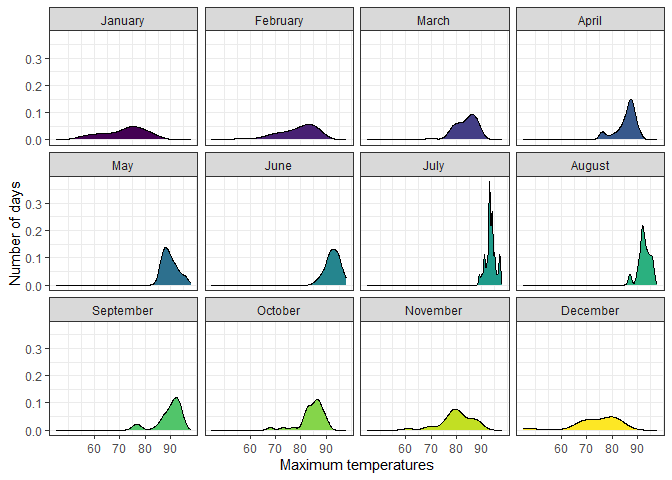 January February March April
0.3
0.2
0.1
0.0
May June July August
0.3
0.2
0.1
0.0
September October November December
0.3
0.2
0.1
0.0
60 70 80 90 60 70 80 90 60 70 80 90 60 70 80 90
Number of days
Maximum temperatures